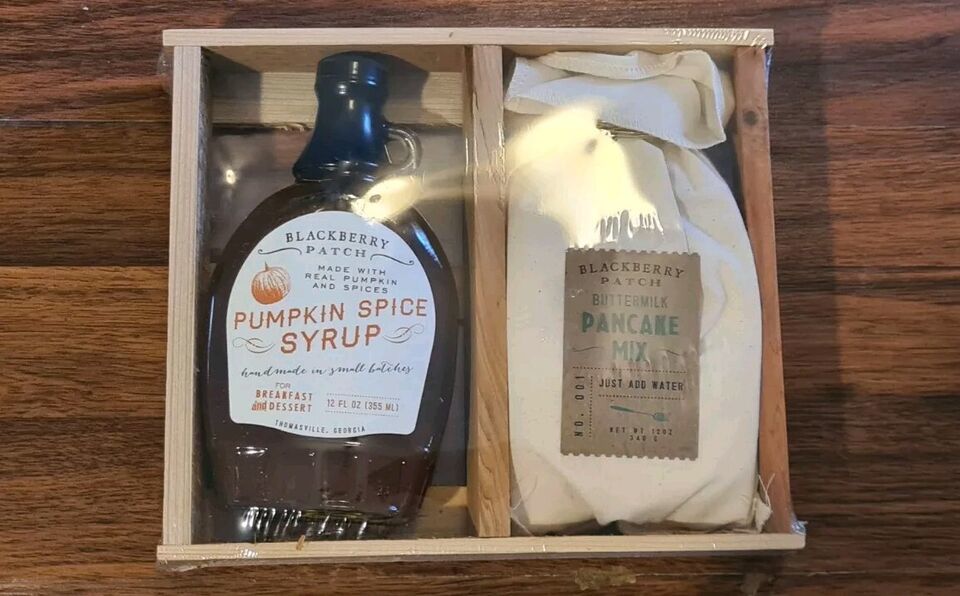 BLACKBERRY
PATCH
MADE WITH
REAL PUMPKIN
AND SPICES
PUMPKIN SPICE
SYRUP
handmade in small batches
FOR
BREAKFAST
and DESSERT
12 FL OZ (355 ML)
THOMASVILLE, GEORGIA
BLACKBERRY
PATCH
BUTTERMILK
PANCAKE
MIX
NO. 001
JUST ADD WATER
NET WT 12OZ
340 G